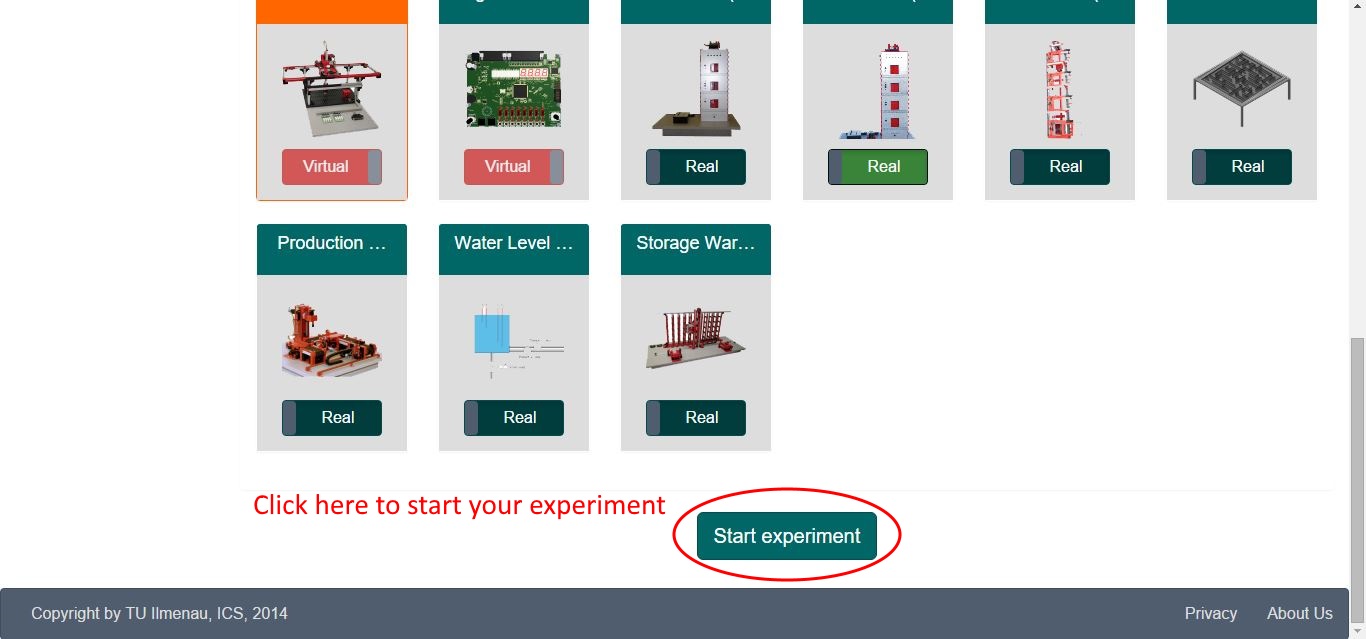 Virtual
Virtual
Real
Real
Real
Real
Production ...
Water Level ...
Storage War...
Real
Real
Real
Click here to start your experiment
Start experiment
Copyright by TU Ilmenau, ICS, 2014
Privacy
About Us